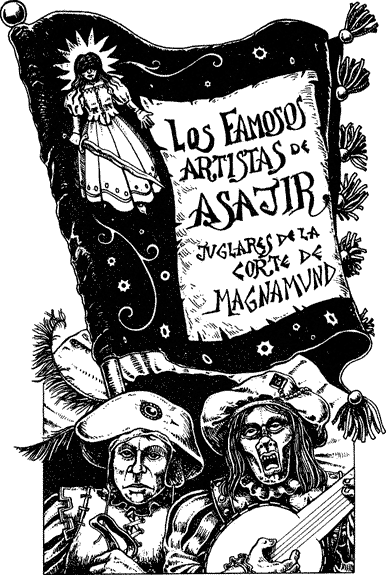 LOS FAMOSOS
ARTISTAS DE
ASAJIR
JUGLARES DE LA
CORTE DE
MAGNAMUND